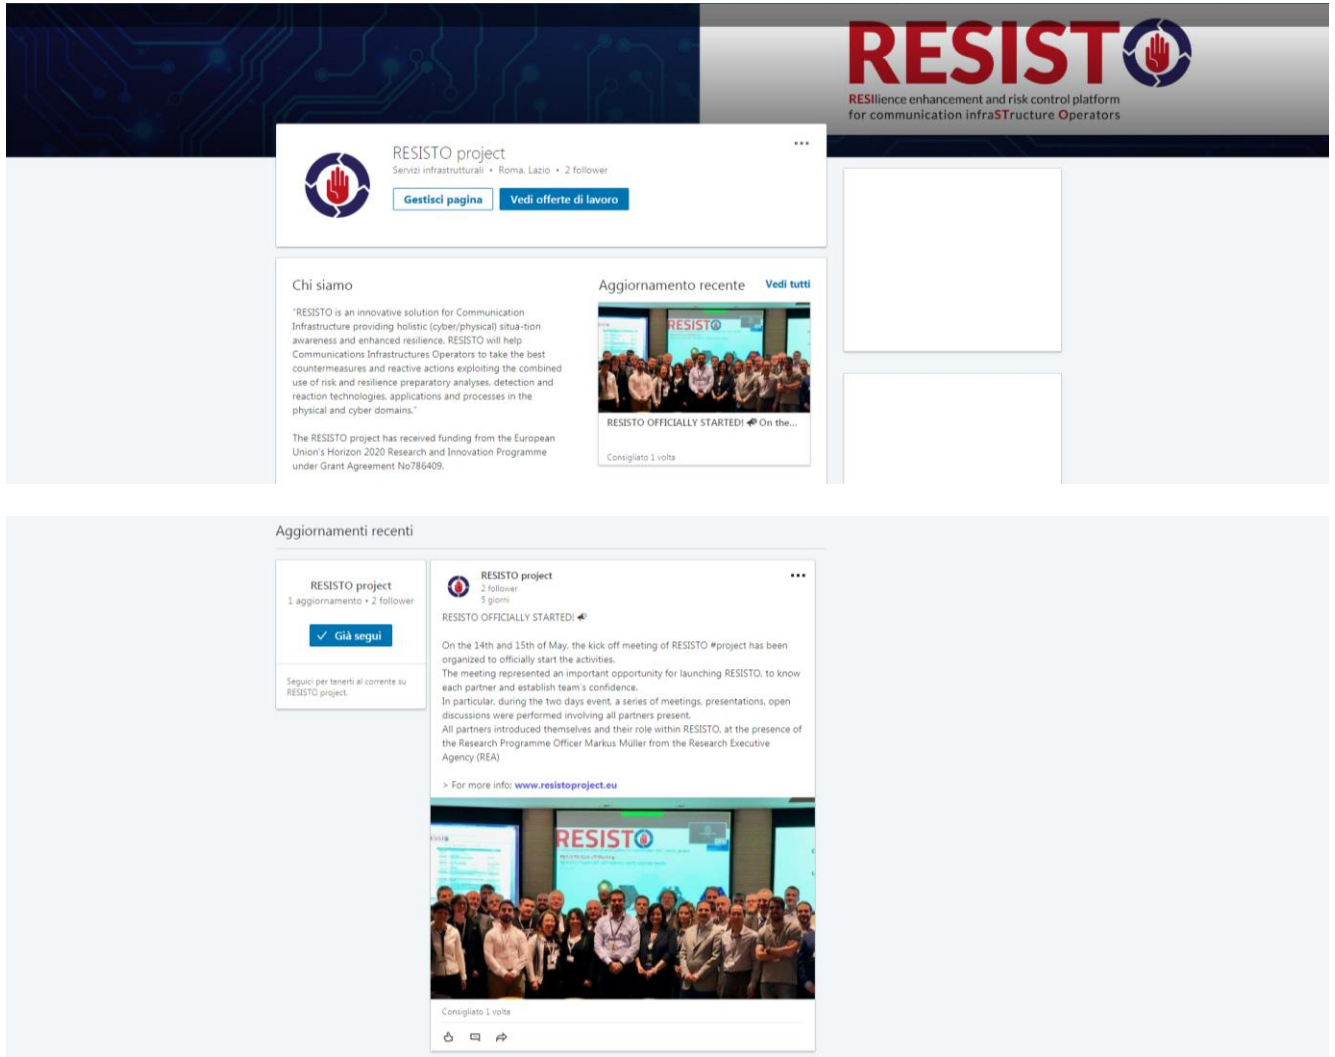 RESISTO
RESIlience enhancement and risk control platform
for communication infraSTructure Operators
RESISTO project
Servizi infrastrutturali • Roma, Lazio • 2 follower
Gestisci pagina
Vedi offerte di lavoro
Chi siamo
"RESISTO is an innovative solution for Communication
Infrastructure providing holistic (cyber/physical) situa-tion
awareness and enhanced resilience. RESISTO will help
Communications Infrastructures Operators to take the best
countermeasures and reactive actions exploiting the combined
use of risk and resilience preparatory analyses, detection and
reaction technologies, applications and processes in the
physical and cyber domains."
The RESISTO project has received funding from the European
Union's Horizon 2020 Research and Innovation Programme
under Grant Agreement No786409.
Aggiornamento recente
Vedi tutti
RESISTO
RESISTO OFFICIALLY STARTED! On the...
Consigliato 1 volta
Aggiornamenti recenti
RESISTO project
1 aggiornamento • 2 follower
Già segui
Seguici per tenerti al corrente su
RESISTO project.
RESISTO project
2 follower
5 giorni
RESISTO OFFICIALLY STARTED!
On the 14th and 15th of May, the kick off meeting of RESISTO #project has been
organized to officially start the activities.
The meeting represented an important opportunity for launching RESISTO, to know
each partner and establish team's confidence.
In particular, during the two days event, a series of meetings, presentations, open
discussions were performed involving all partners present.
All partners introduced themselves and their role within RESISTO, at the presence of
the Research Programme Officer Markus Müller from the Research Executive
Agency (REA)
> For more info: www.resistoproject.eu
RESISTO
Consigliato 1 volta